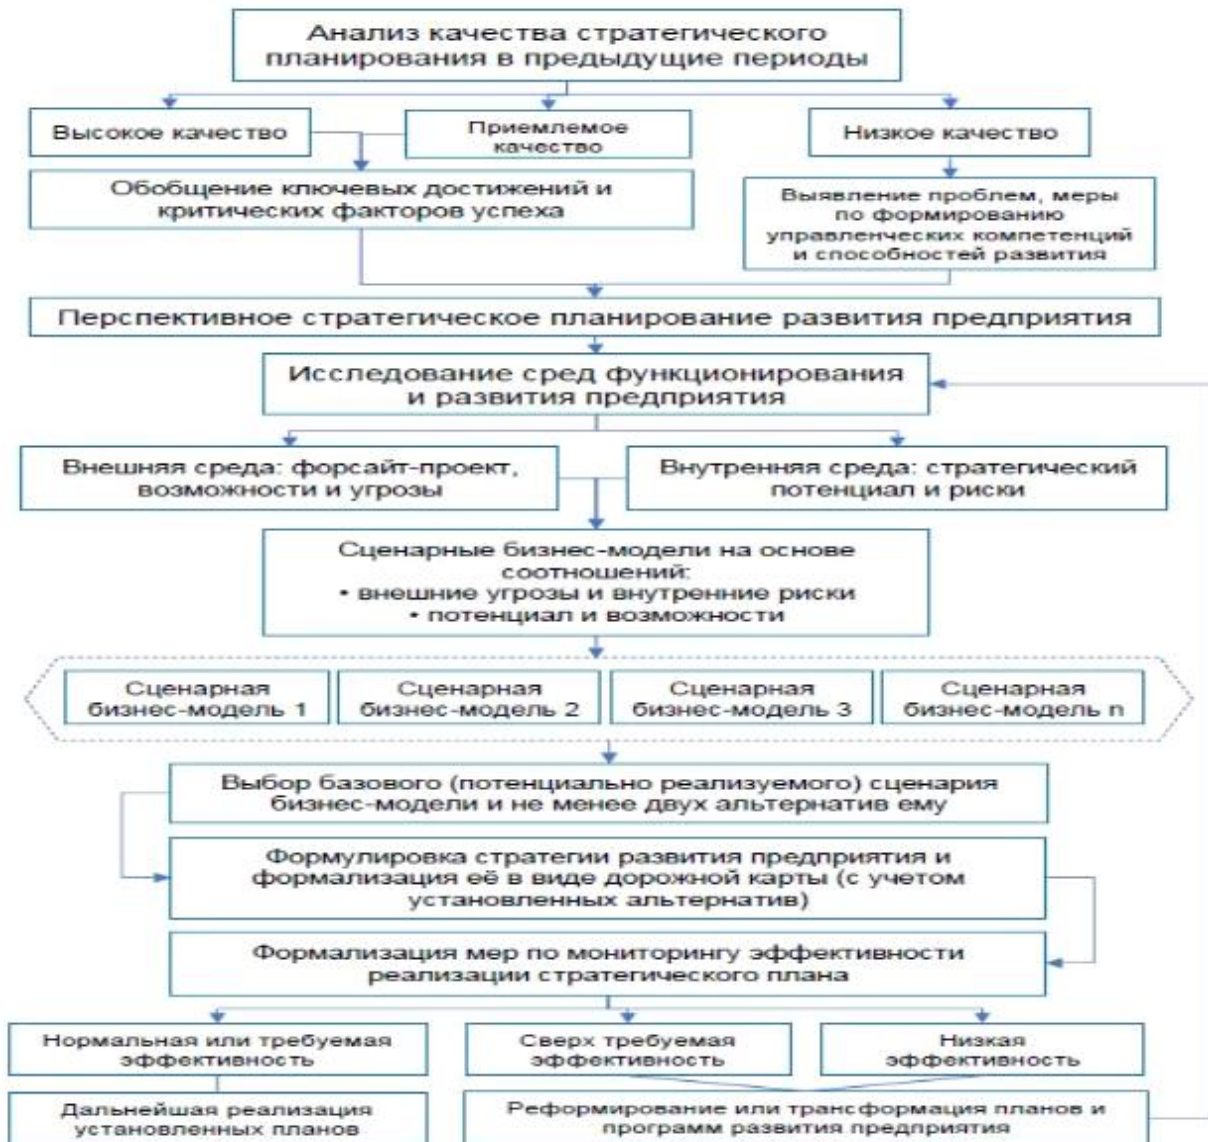 Анализ качества стратегического
планирования в предыдущие периоды
Высокое качество
Приемлемое
качество
Низкое качество
Обобщение ключевых достижений и
критических факторов успеха
Выявление проблем, меры
по формированию
управленческих компетенций
и способностей развития
Перспективное стратегическое планирование развития предприятия
Исследование сред функционирования
и развития предприятия
Внешняя среда: форсайт-проект,
возможности и угрозы
Внутренняя среда: стратегический
потенциал и риски
Сценарные бизнес-модели на основе
соотношений:
• внешние угрозы и внутренние риски
• потенциал и возможности
Сценарная
бизнес-модель 1
Сценарная
бизнес-модель 2
Сценарная
бизнес-модель 3
Сценарная
бизнес-модель n
Выбор базового (потенциально реализуемого) сценария
бизнес-модели и не менее двух альтернатив ему
Формулировка стратегии развития предприятия и
формализация её в виде дорожной карты (с учетом
установленных альтернатив)
Формализация мер по мониторингу эффективности
реализации стратегического плана
Нормальная или требуемая
эффективность
Сверх требуемая
эффективность
Низкая
эффективность
Дальнейшая реализация
установленных планов
Реформирование или трансформация планов и
программ развития предприятия